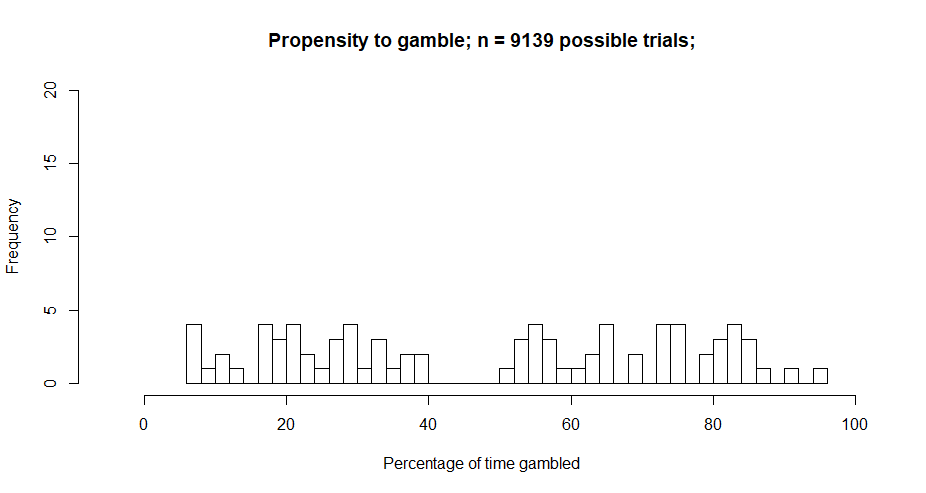 Propensity to gamble; n = 9139 possible trials;
20
15
10
5
0
Frequency
0 20 40 60 80 100
Percentage of time gambled